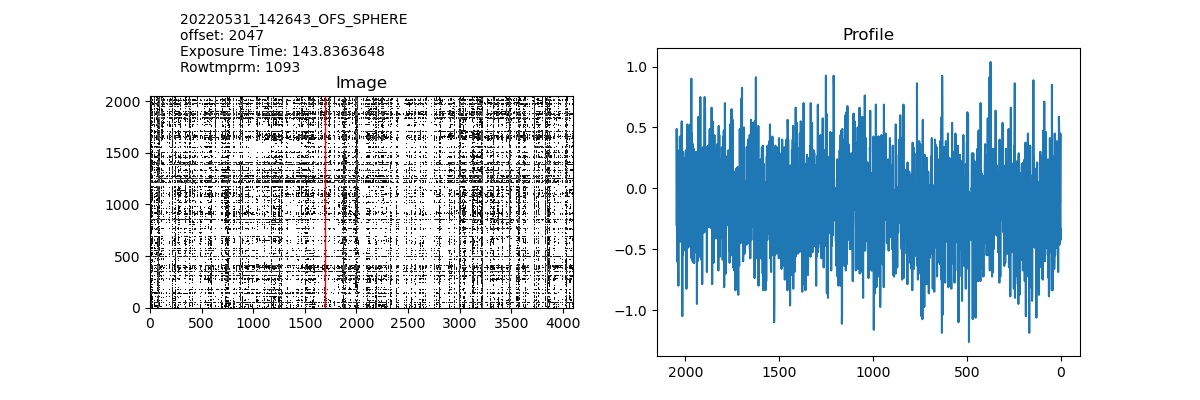 20220531_142643_OFS_SPHERE
offset: 2047
Exposure Time: 143.8363648
Rowtmprm: 1093
Image
2000
1500
1000
500
0
0 500 1000 1500 2000 2500 3000 3500 4000
Profile
1.0
0.5
0.0
−0.5
−1.0
2000 1500 1000 500 0